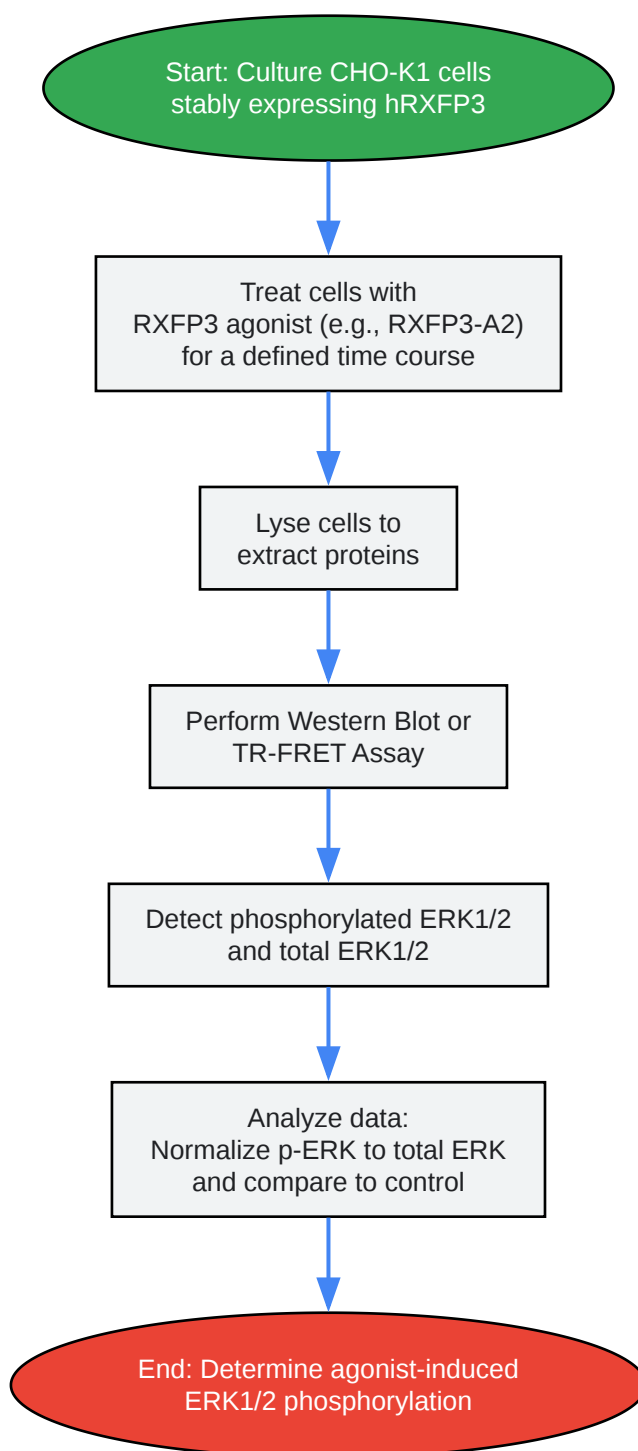 Start: Culture CHO-K1 cells
stably expressing hRXFP3
Treat cells with
RXFP3 agonist (e.g., RXFP3-A2)
for a defined time course
Lyse cells to
extract proteins
Perform Western Blot or
TR-FRET Assay
Detect phosphorylated ERK1/2
and total ERK1/2
Analyze data:
Normalize p-ERK to total ERK
and compare to control
End: Determine agonist-induced
ERK1/2 phosphorylation